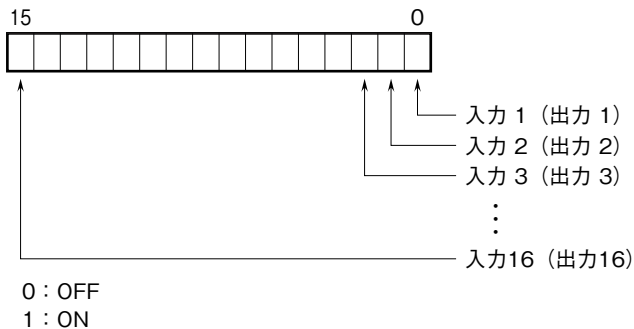 15 0
入力 1（出力 1）
入力 2（出力 2）
入力 3（出力 3）
⋮
入力16（出力16）
0：OFF
1：ON